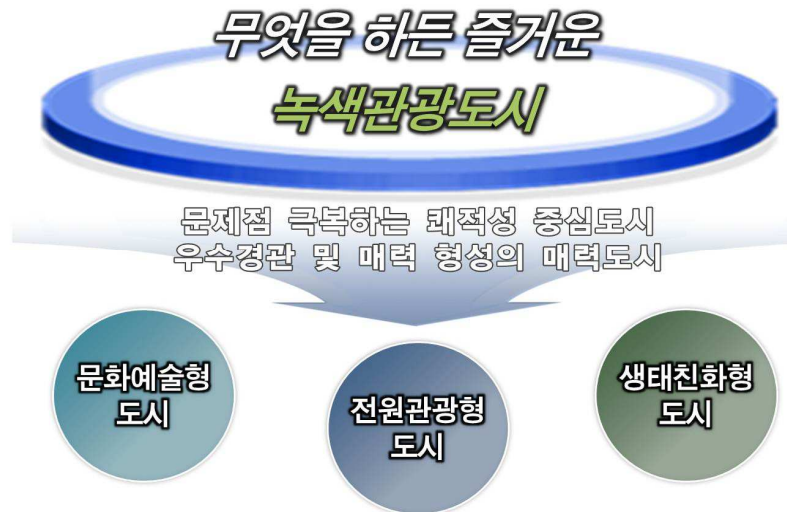 무엇을 하든 즐거운
녹색관광도시
문제점 극복하는 쾌적성 중심도시
우수경관 및 매력 형성의 매력도시
문화예술형
도시
전원관광형
도시
생태친화형
도시